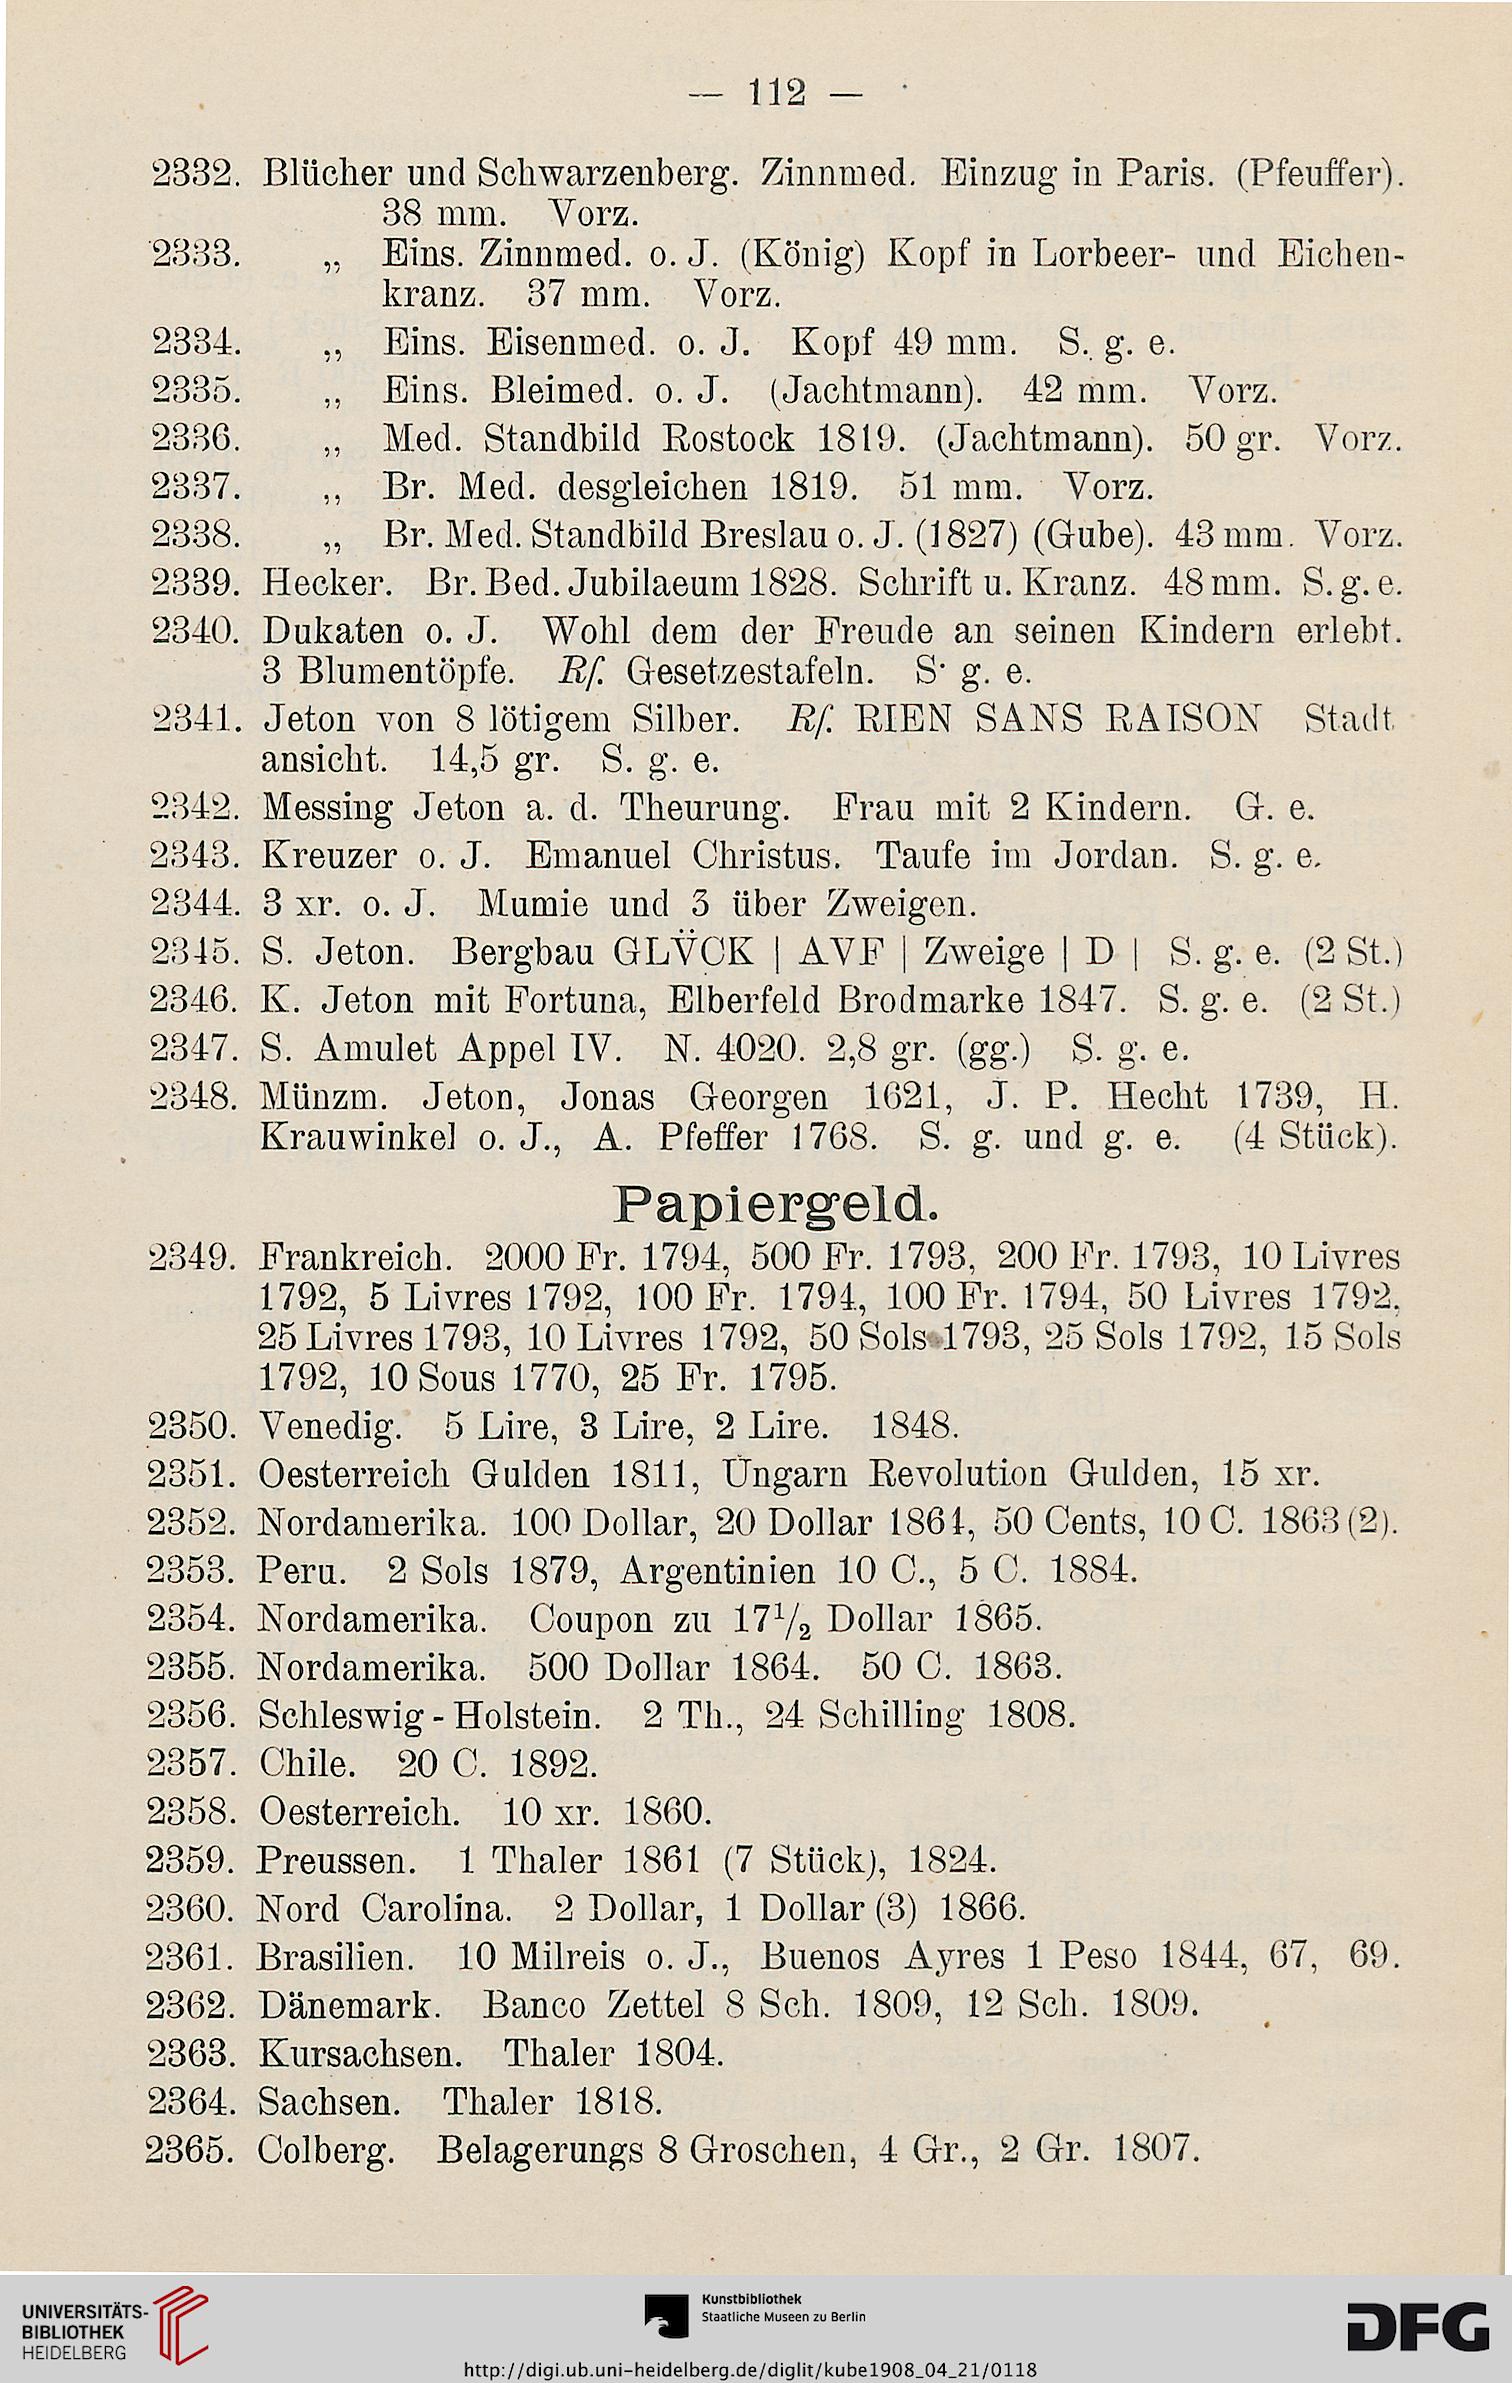 — 112 —
2332. Blücher und Schwarzenberg. Zinnmed. Einzug in Paris. (Pfeuffer).
38 mm. Vorz.
2333. „ Eins. Zinnmed. o. J. (König) Kopf in Lorbeer- und Eichen-
kranz. 37 mm. Vorz.
2334. „ Eins. Eisenmed. o. J. Kopf 49 mm. S. g. e.
2335. „ Eins. Bleimed. o. J. (Jachtmann). 42 mm. Vorz.
2336. „ Med. Standbild Rostock 1819. (Jachtmann). 50 gr. Vorz.
2337. „ Br. Med. desgleichen 1819. 51 mm. Vorz.
2338. „ Br. Med. Standbild Breslau o. J. (1827) (Gube). 43 mm. Vorz.
2339. Hecker. Br. Bed. Jubilaeum 1828. Schrift u. Kranz. 48 mm. S. g. e.
2340. Dukaten o. J. Wohl dem der Freude an seinen Kindern erlebt.
3 Blumentöpfe. Rf. Gesetzestafeln. S· g. e.
2341. Jeton von 8 lötigem Silber. Rf. RIEN SANS RAISON Stadt
ansicht. 14,5 gr. S. g. e.
2342. Messing Jeton a. d. Theurung. Frau mit 2 Kindern. G. e.
2343. Kreuzer o. J. Emanuel Christus. Taufe im Jordan. S. g. e.
2344. 3 xr. o. J. Mumie und 3 über Zweigen.
2345. S. Jeton. Bergbau GLV̈CK | AVF | Zweige | D | S. g. e. (2 St.)
2346. K. Jeton mit Fortuna, Elberfeld Brodmarke 1847. S. g. e. (2 St.)
2347. S. Amulet Appel IV. N. 4020. 2,8 gr. (gg.) S. g. e.
2348. Münzm. Jeton, Jonas Georgen 1621, J. P. Hecht 1739, H.
Krauwinkel o. J., A. Pfeffer 1768. S. g. und g. e. (4 Stück).
Papiergeld.
2349. Frankreich. 2000 Fr. 1794, 500 Fr. 1793, 200 Fr. 1793, 10 Livres
1792, 5 Livres 1792, 100 Fr. 1794, 100 Fr. 1794, 50 Livres 1792,
25 Livres 1793, 10 Livres 1792, 50 Sols 1793, 25 Sols 1792, 15 Sols
1792, 10 Sous 1770, 25 Fr. 1795.
2350. Venedig. 5 Lire, 3 Lire, 2 Lire. 1848.
2351. Oesterreich Gulden 1811, Ungarn Revolution Gulden, 15 xr.
2352. Nordamerika. 100 Dollar, 20 Dollar 1864, 50 Cents, 10 C. 1863 (2).
2353. Peru. 2 Sols 1879, Argentinien 10 C., 5 C. 1884.
2354. Nordamerika. Coupon zu 17½ Dollar 1865.
2355. Nordamerika. 500 Dollar 1864. 50 C. 1863.
2356. Schleswig-Holstein. 2 Th., 24 Schilling 1808.
2357. Chile. 20 C. 1892.
2358. Oesterreich. 10 xr. 1860.
2359. Preussen. 1 Thaler 1861 (7 Stück), 1824.
2360. Nord Carolina. 2 Dollar, 1 Dollar (3) 1866.
2361. Brasilien. 10 Milreis o. J., Buenos Ayres 1 Peso 1844, 67, 69.
2362. Dänemark. Banco Zettel 8 Sch. 1809, 12 Sch. 1809.
2363. Kursachsen. Thaler 1804.
2364. Sachsen. Thaler 1818.
2365. Colberg. Belagerungs 8 Groschen, 4 Gr., 2 Gr. 1807.
UNIVERSITÄTS-
BIBLIOTHEK
HEIDELBERG
Kunstbibliothek
Staatliche Museen zu Berlin
DFG
http://digi.ub.uni-heidelberg.de/diglit/kube1908_04_21/0118